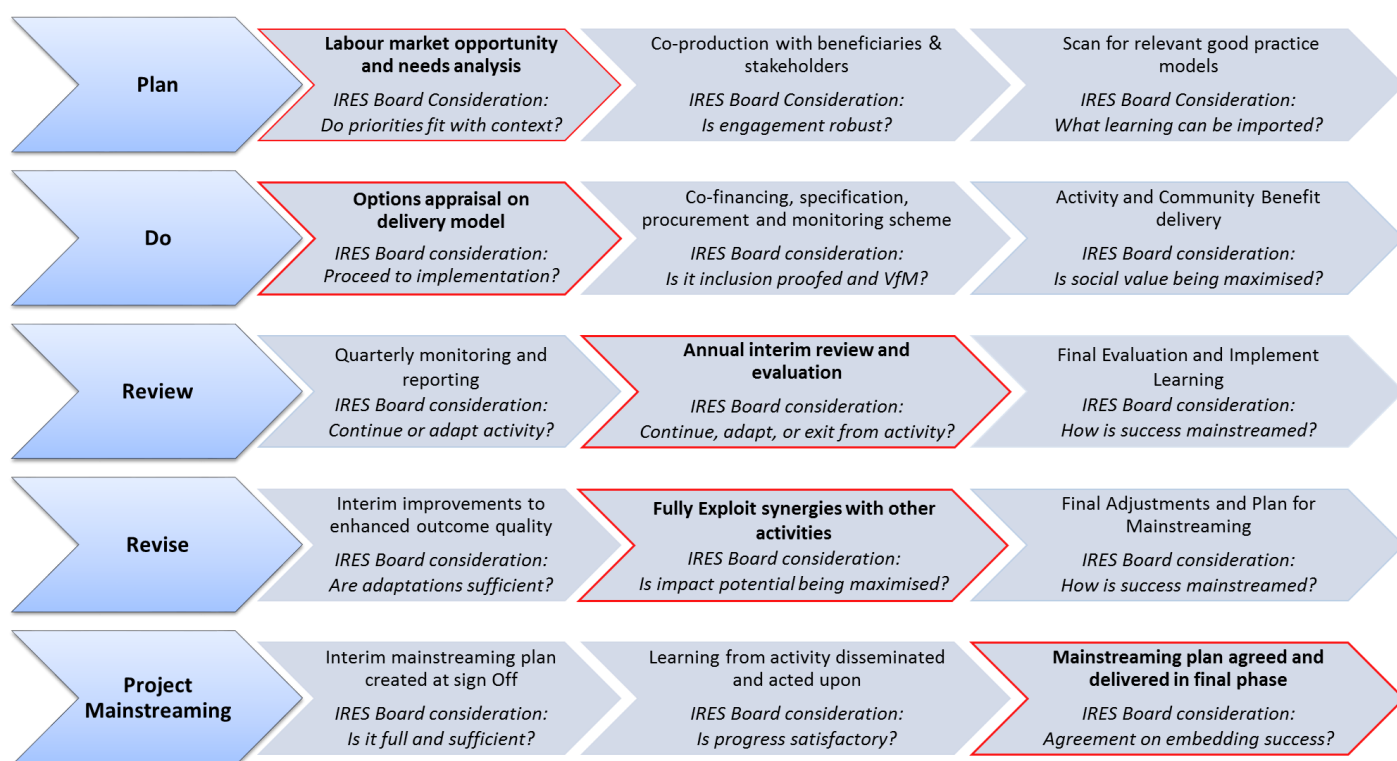 Plan
Labour market opportunity
and needs analysis
IRES Board Consideration:
Do priorities fit with context?
Co-production with beneficiaries &
stakeholders
IRES Board Consideration:
Is engagement robust?
Scan for relevant good practice
models
IRES Board Consideration:
What learning can be imported?
Do
Options appraisal on
delivery model
IRES Board consideration:
Proceed to implementation?
Co-financing, specification,
procurement and monitoring scheme
IRES Board consideration:
Is it inclusion proofed and VfM?
Activity and Community Benefit
delivery
IRES Board consideration:
Is social value being maximised?
Review
Quarterly monitoring and
reporting
IRES Board consideration:
Continue or adapt activity?
Annual interim review and
evaluation
IRES Board consideration:
Continue, adapt, or exit from activity?
Final Evaluation and Implement
Learning
IRES Board consideration:
How is success mainstreamed?
Revise
Interim improvements to
enhanced outcome quality
IRES Board consideration:
Are adaptations sufficient?
Fully Exploit synergies with other
activities
IRES Board consideration:
Is impact potential being maximised?
Final Adjustments and Plan for
Mainstreaming
IRES Board consideration:
How is success mainstreamed?
Project
Mainstreaming
Interim mainstreaming plan
created at sign Off
IRES Board consideration:
Is it full and sufficient?
Learning from activity disseminated
and acted upon
IRES Board consideration:
Is progress satisfactory?
Mainstreaming plan agreed and
delivered in final phase
IRES Board consideration:
Agreement on embedding success?